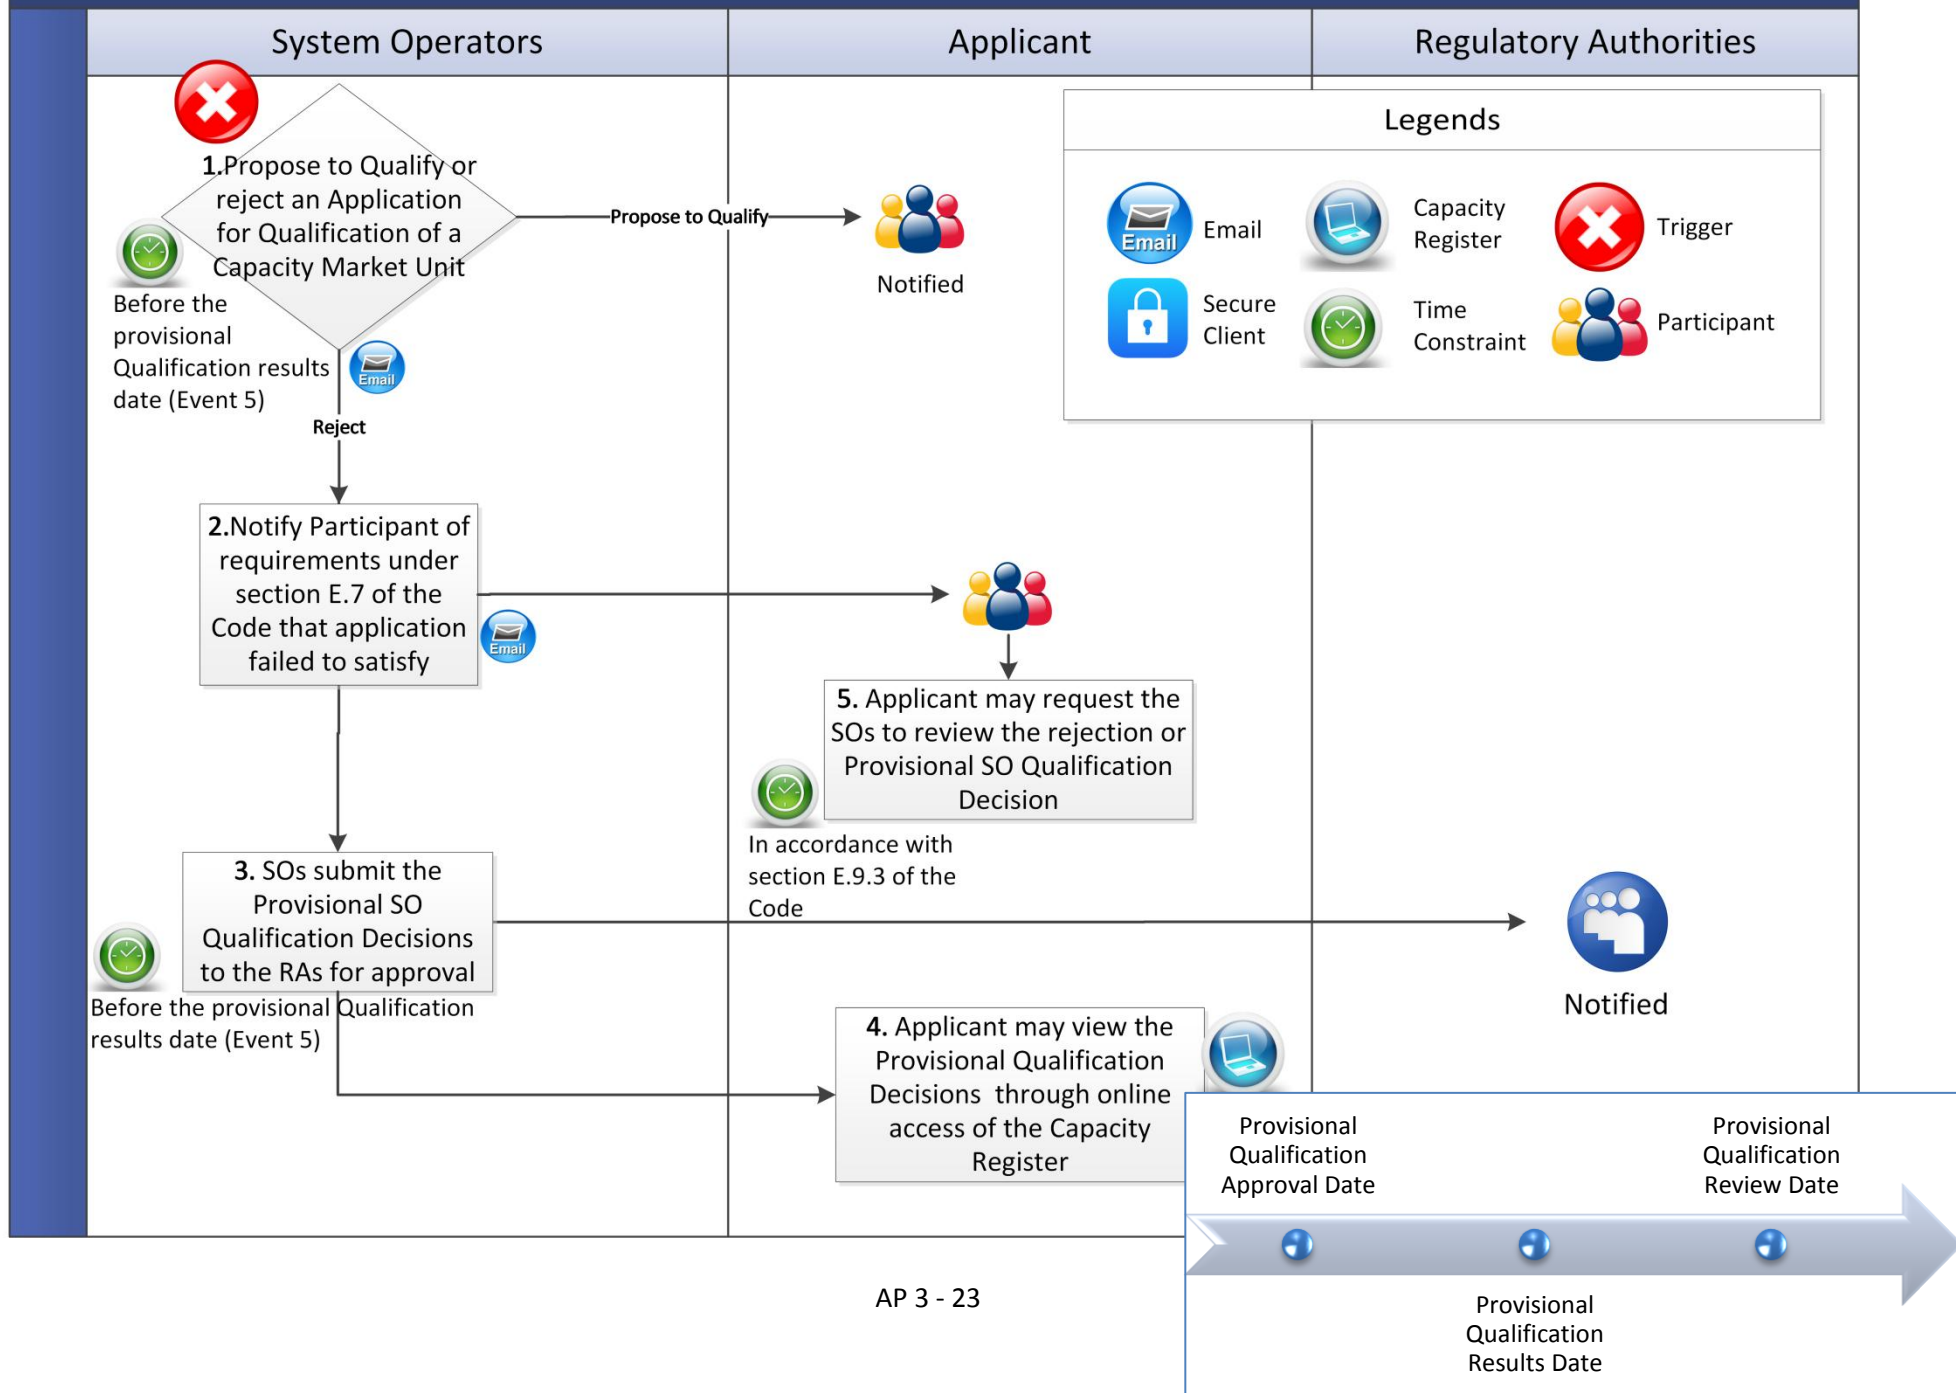 System Operators
Applicant
Regulatory Authorities
1.Propose to Qualify or
reject an Application
for Qualification of a
Capacity Market Unit
Before the
provisional
Qualification results
date (Event 5)
Email
Reject
Propose to Qualify
Notified
Legends
Email
Email
Capacity
Register
Trigger
Secure
Client
Time
Constraint
Participant
2.Notify Participant of
requirements under
section E.7 of the
Code that application
failed to satisfy
Email
5. Applicant may request the
SOs to review the rejection or
Provisional SO Qualification
Decision
In accordance with
section E.9.3 of the
Code
3. SOs submit the
Provisional SO
Qualification Decisions
to the RAs for approval
Before the provisional Qualification
results date (Event 5)
Notified
4. Applicant may view the
Provisional Qualification
Decisions through online
access of the Capacity
Register
Provisional
Qualification
Approval Date
Provisional
Qualification
Review Date
Provisional
Qualification
Results Date
AP 3 - 23